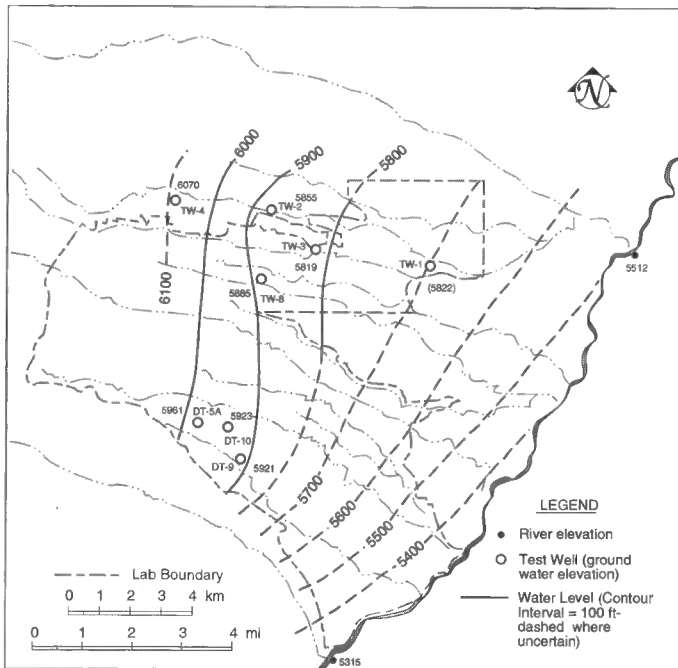 N
6000
5900
5800
6070
TW-4
5855
TW-2
TW-3
5819
TW-1
(5822)
5512
6100
5885
TW-8
5961
DT-5A
5923
DT-10
DT-9
5921
5700
5600
5500
5400
LEGEND
River elevation
Test Well (ground
water elevation)
Water Level (Contour
Interval = 100 ft-
dashed where
uncertain)
Lab Boundary
0 1 2 3 4 km
0 1 2 3 4 mi
5315